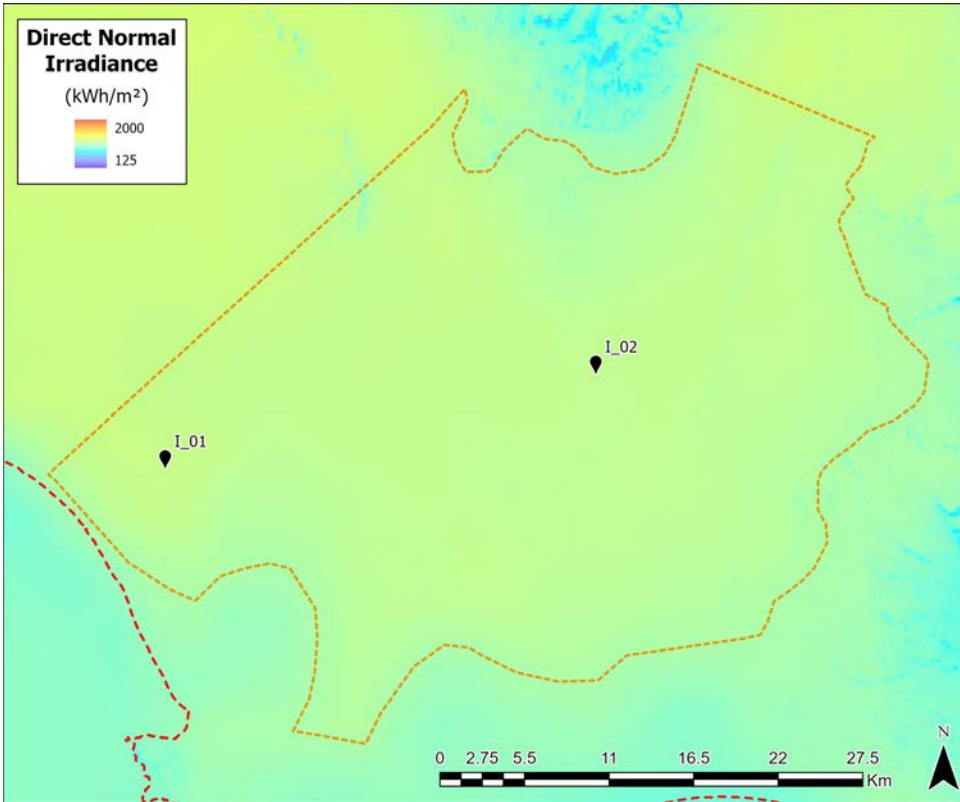 Direct Normal
Irradiance
(kWh/m²)
2000
125
I_02
I_01
N
0 2.75 5.5 11 16.5 22 27.5
Km